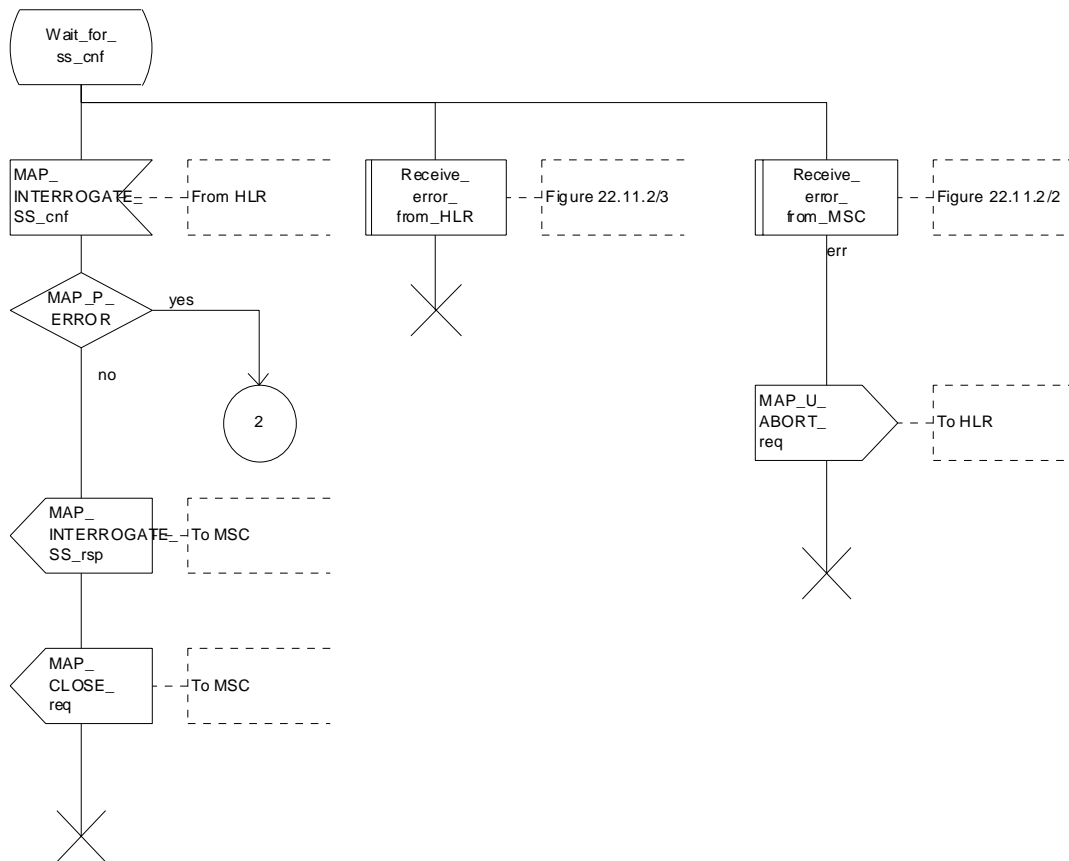 Wait_for_
ss_cnf
MAP_
INTERROGATE_
SS_cnf
From HLR
Receive_
error_
from_HLR
Figure 22.11.2/3
Receive_
error_
from_MSC
Figure 22.11.2/2
err
MAP_P_
ERROR
yes
no
2
MAP_U_
ABORT_
req
To HLR
MAP_
INTERROGATE_
SS_rsp
To MSC
MAP_
CLOSE_
req
To MSC